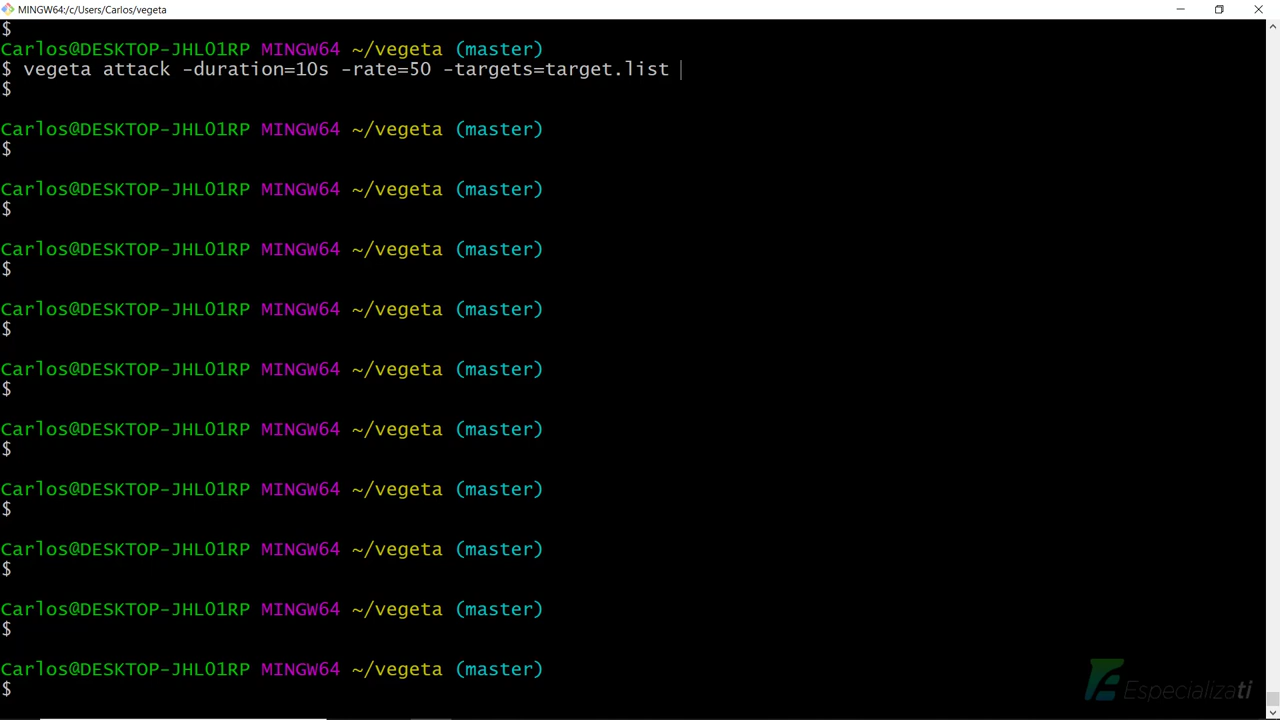 MINGW64:/c/Users/Carlos/vegeta
$
Carlos@DESKTOP-JHL01RP MINGW64 ~/vegeta (master)
$ vegeta attack -duration=10s -rate=50 -targets=target.list
$
Carlos@DESKTOP-JHL01RP MINGW64 ~/vegeta (master)
$
Carlos@DESKTOP-JHL01RP MINGW64 ~/vegeta (master)
$
Carlos@DESKTOP-JHL01RP MINGW64 ~/vegeta (master)
$
Carlos@DESKTOP-JHL01RP MINGW64 ~/vegeta (master)
$
Carlos@DESKTOP-JHL01RP MINGW64 ~/vegeta (master)
$
Carlos@DESKTOP-JHL01RP MINGW64 ~/vegeta (master)
$
Carlos@DESKTOP-JHL01RP MINGW64 ~/vegeta (master)
$
Carlos@DESKTOP-JHL01RP MINGW64 ~/vegeta (master)
$
Carlos@DESKTOP-JHL01RP MINGW64 ~/vegeta (master)
$
Carlos@DESKTOP-JHL01RP MINGW64 ~/vegeta (master)
$
Especializati